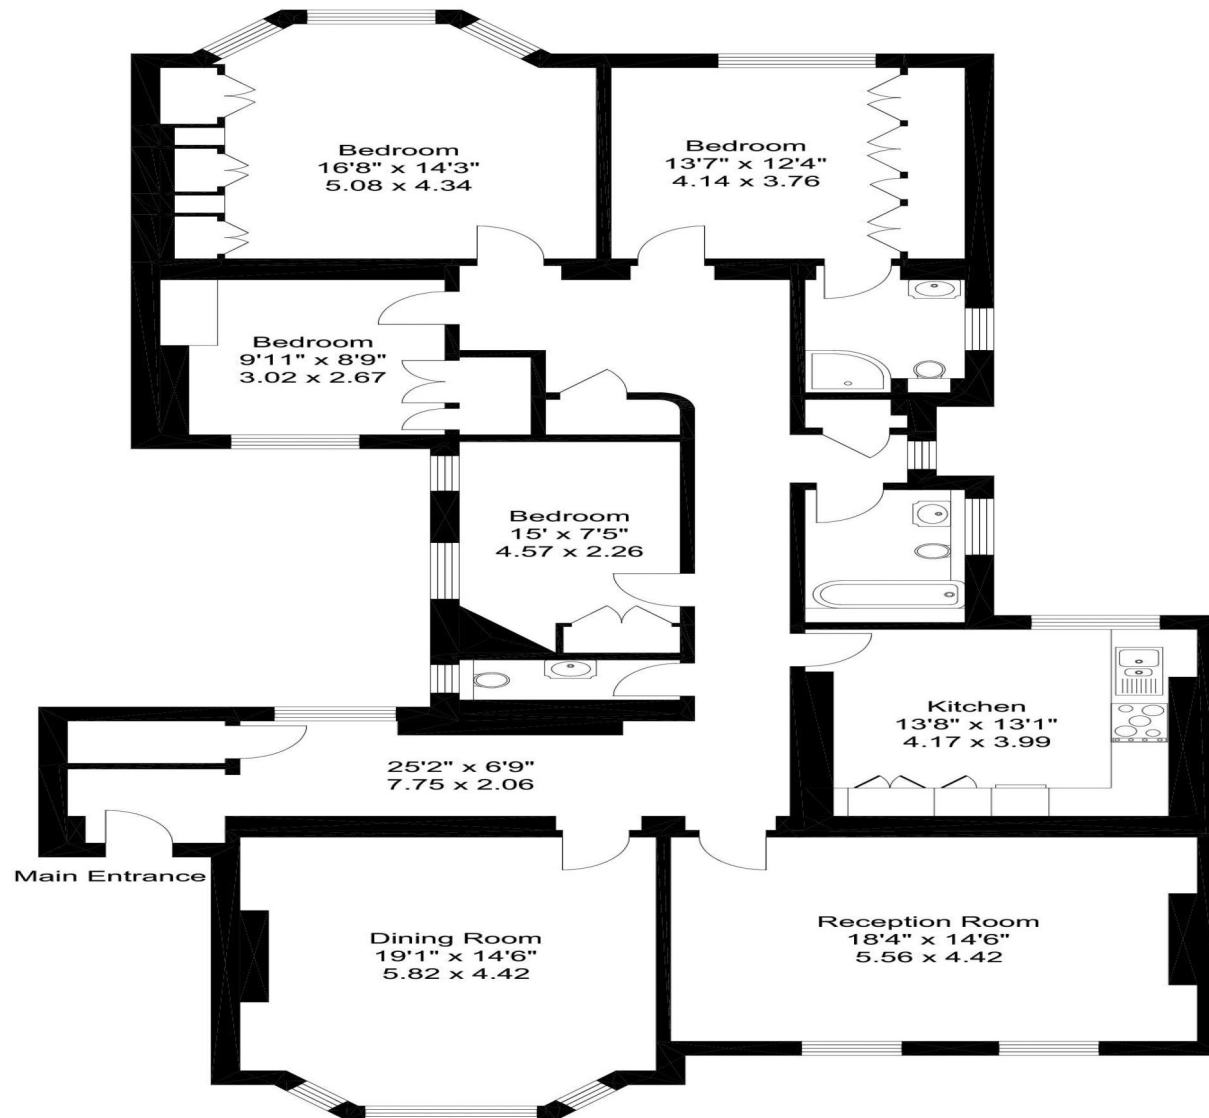 Bedroom
16'8" x 14'3"
5.08 x 4.34
Bedroom
13'7" x 12'4"
4.14 x 3.76
Bedroom
9'11" x 8'9"
3.02 x 2.67
Bedroom
15' x 7'5"
4.57 x 2.26
Kitchen
13'8" x 13'1"
4.17 x 3.99
25'2" x 6'9"
7.75 x 2.06
Main Entrance
Dining Room
19'1" x 14'6"
5.82 x 4.42
Reception Room
18'4" x 14'6"
5.56 x 4.42